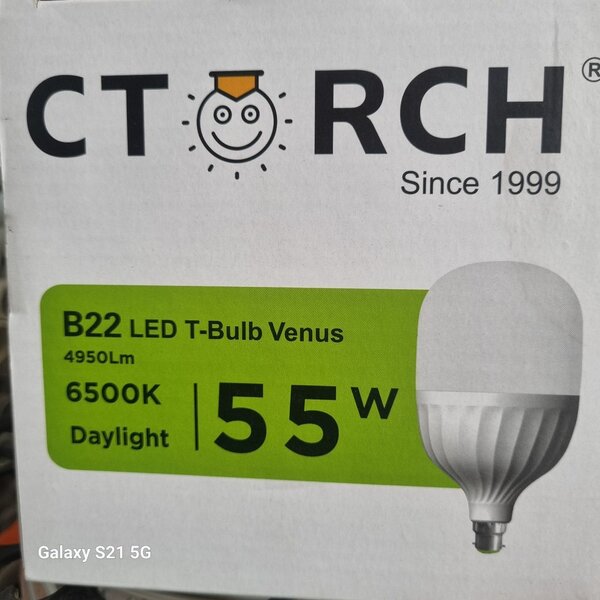 CTORCH®
Since 1999
B22 LED T-Bulb Venus
4950Lm
6500K
Daylight
55W
Galaxy S21 5G